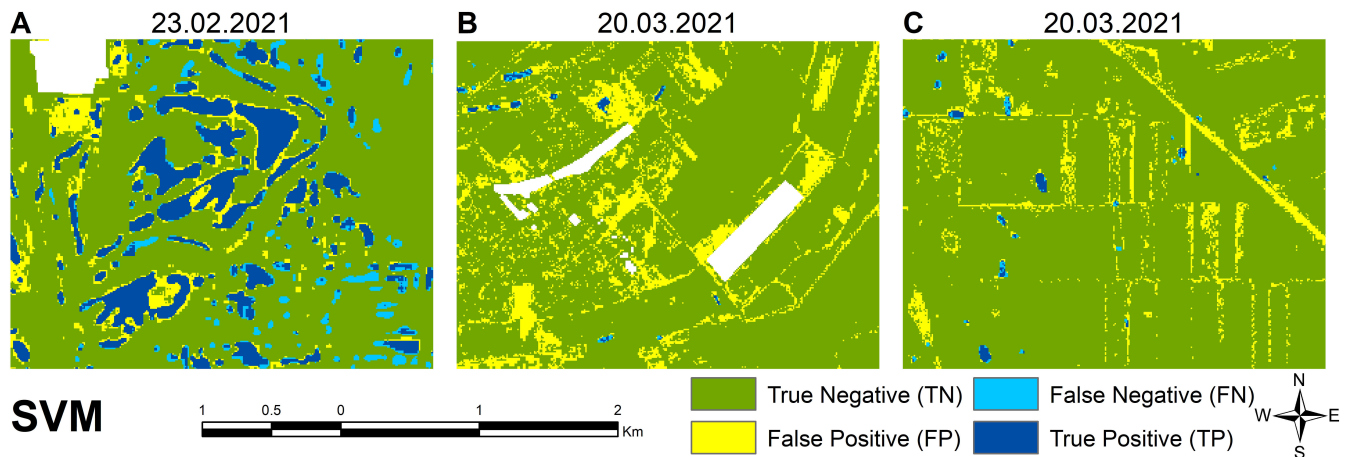 A 23.02.2021
B 20.03.2021
C 20.03.2021
SVM
1 0.5 0 1 2
Km
True Negative (TN)
False Negative (FN)
False Positive (FP)
True Positive (TP)
N
W E
S